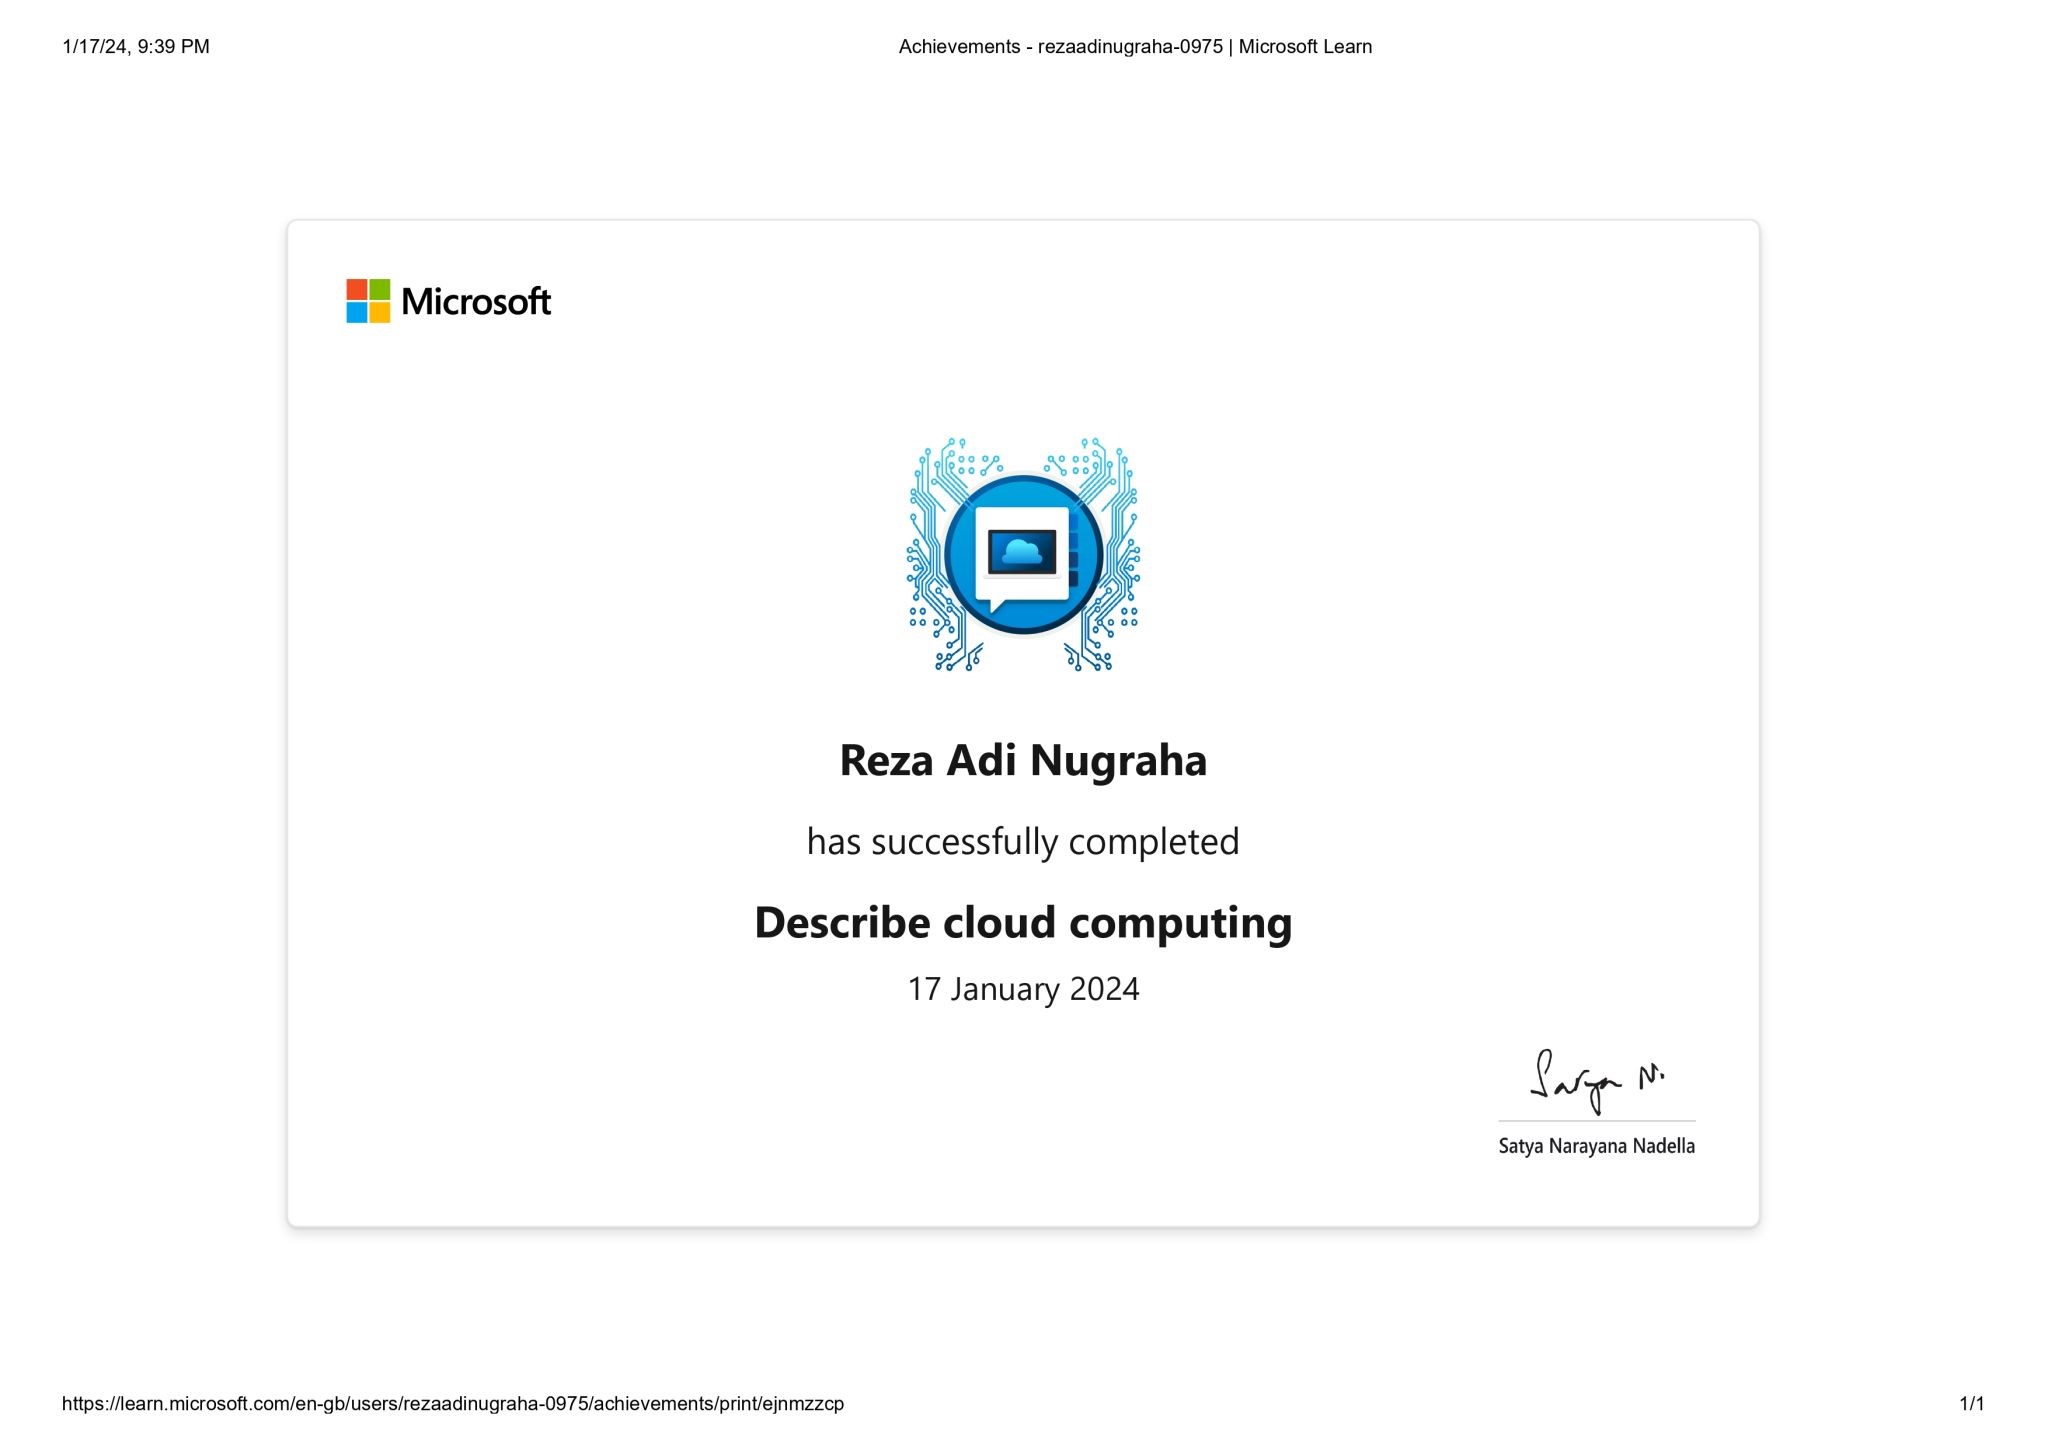 1/17/24, 9:39 PM
Achievements - rezaadinugraha-0975 | Microsoft Learn
Microsoft
Reza Adi Nugraha
has successfully completed
Describe cloud computing
17 January 2024
Satya N.
Satya Narayana Nadella
https://learn.microsoft.com/en-gb/users/rezaadinugraha-0975/achievements/print/ejnmzzcp
1/1